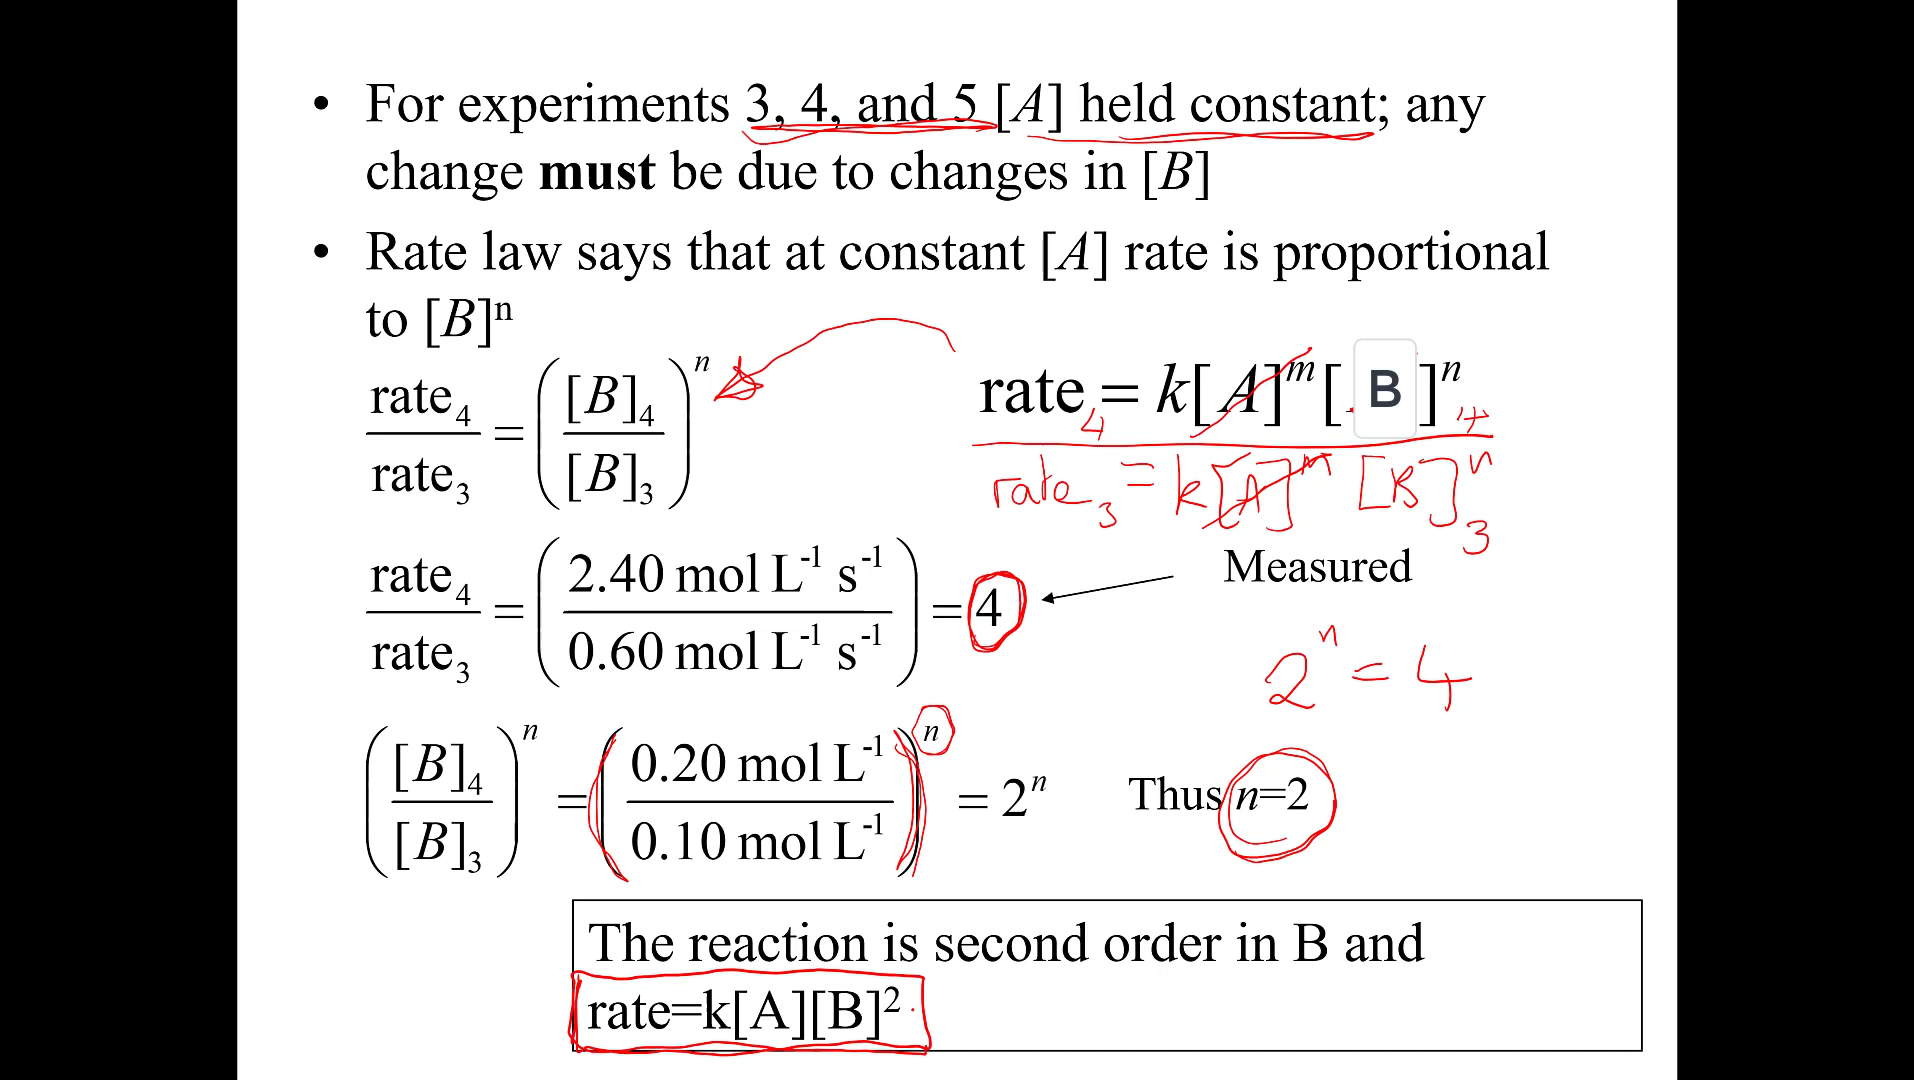 • For experiments 3, 4, and 5 [A] held constant; any
change must be due to changes in [B]
• Rate law says that at constant [A] rate is proportional
to [B]ⁿ
rate₄ / rate₃ = ([B]₄ / [B]₃)ⁿ
rate₄ = k[A]ᵐ[B]ⁿ₄
rate₃ = k[A]ᵐ [B]ⁿ₃
rate₄ / rate₃ = (2.40 mol L⁻¹ s⁻¹ / 0.60 mol L⁻¹ s⁻¹) = 4
Measured
2ⁿ = 4
([B]₄ / [B]₃)ⁿ = (0.20 mol L⁻¹ / 0.10 mol L⁻¹)ⁿ = 2ⁿ
Thus n=2
The reaction is second order in B and
rate=k[A][B]²